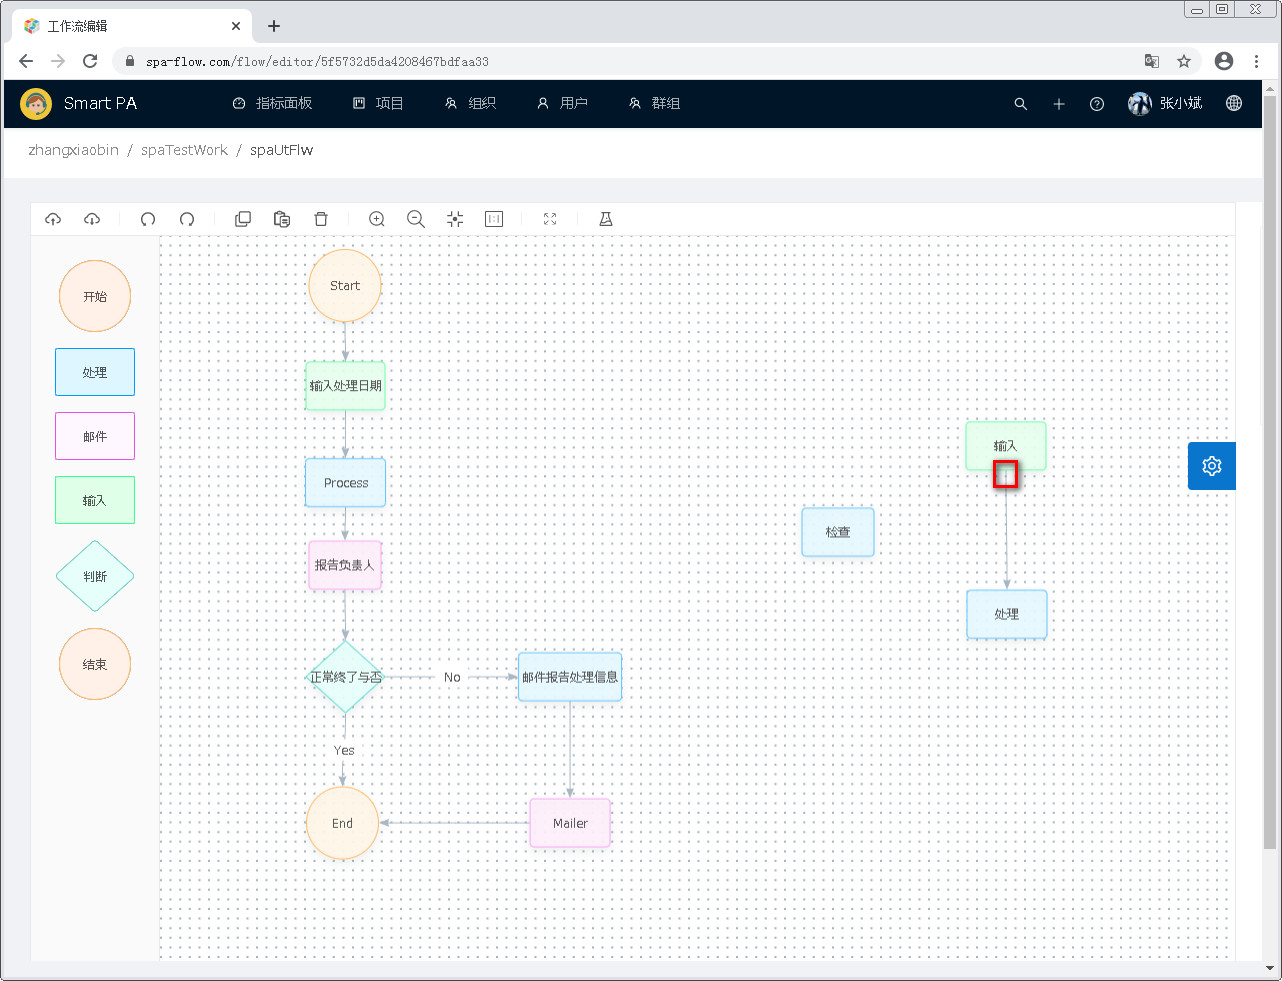 工作流编辑
spa-flow.com/flow/editor/5f5732d5da4208467bdfaa33
Smart PA 指标面板 项目 组织 用户 群组 张小斌
zhangxiaobin / spaTestWork / spaUtFlw
开始
处理
邮件
输入
判断
结束
Start
输入处理日期
Process
报告负责人
正常终了与否
No
邮件报告处理信息
Yes
End
Mailer
输入
检查
处理